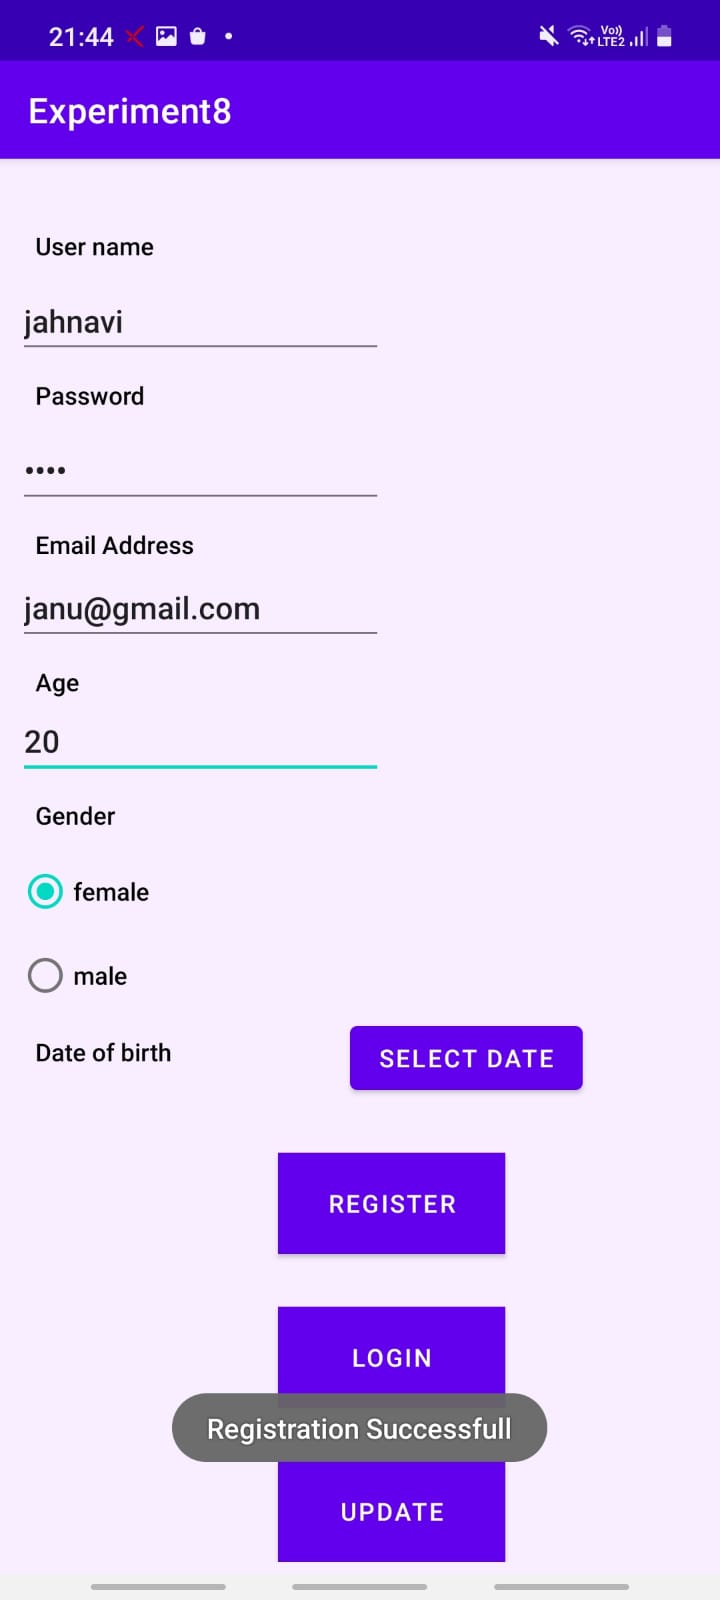 21:44 Vo)) LTE2
Experiment8
User name
jahnavi
Password
••••
Email Address
janu@gmail.com
Age
20
Gender
female
male
Date of birth SELECT DATE
REGISTER
LOGIN
Registration Successfull
UPDATE